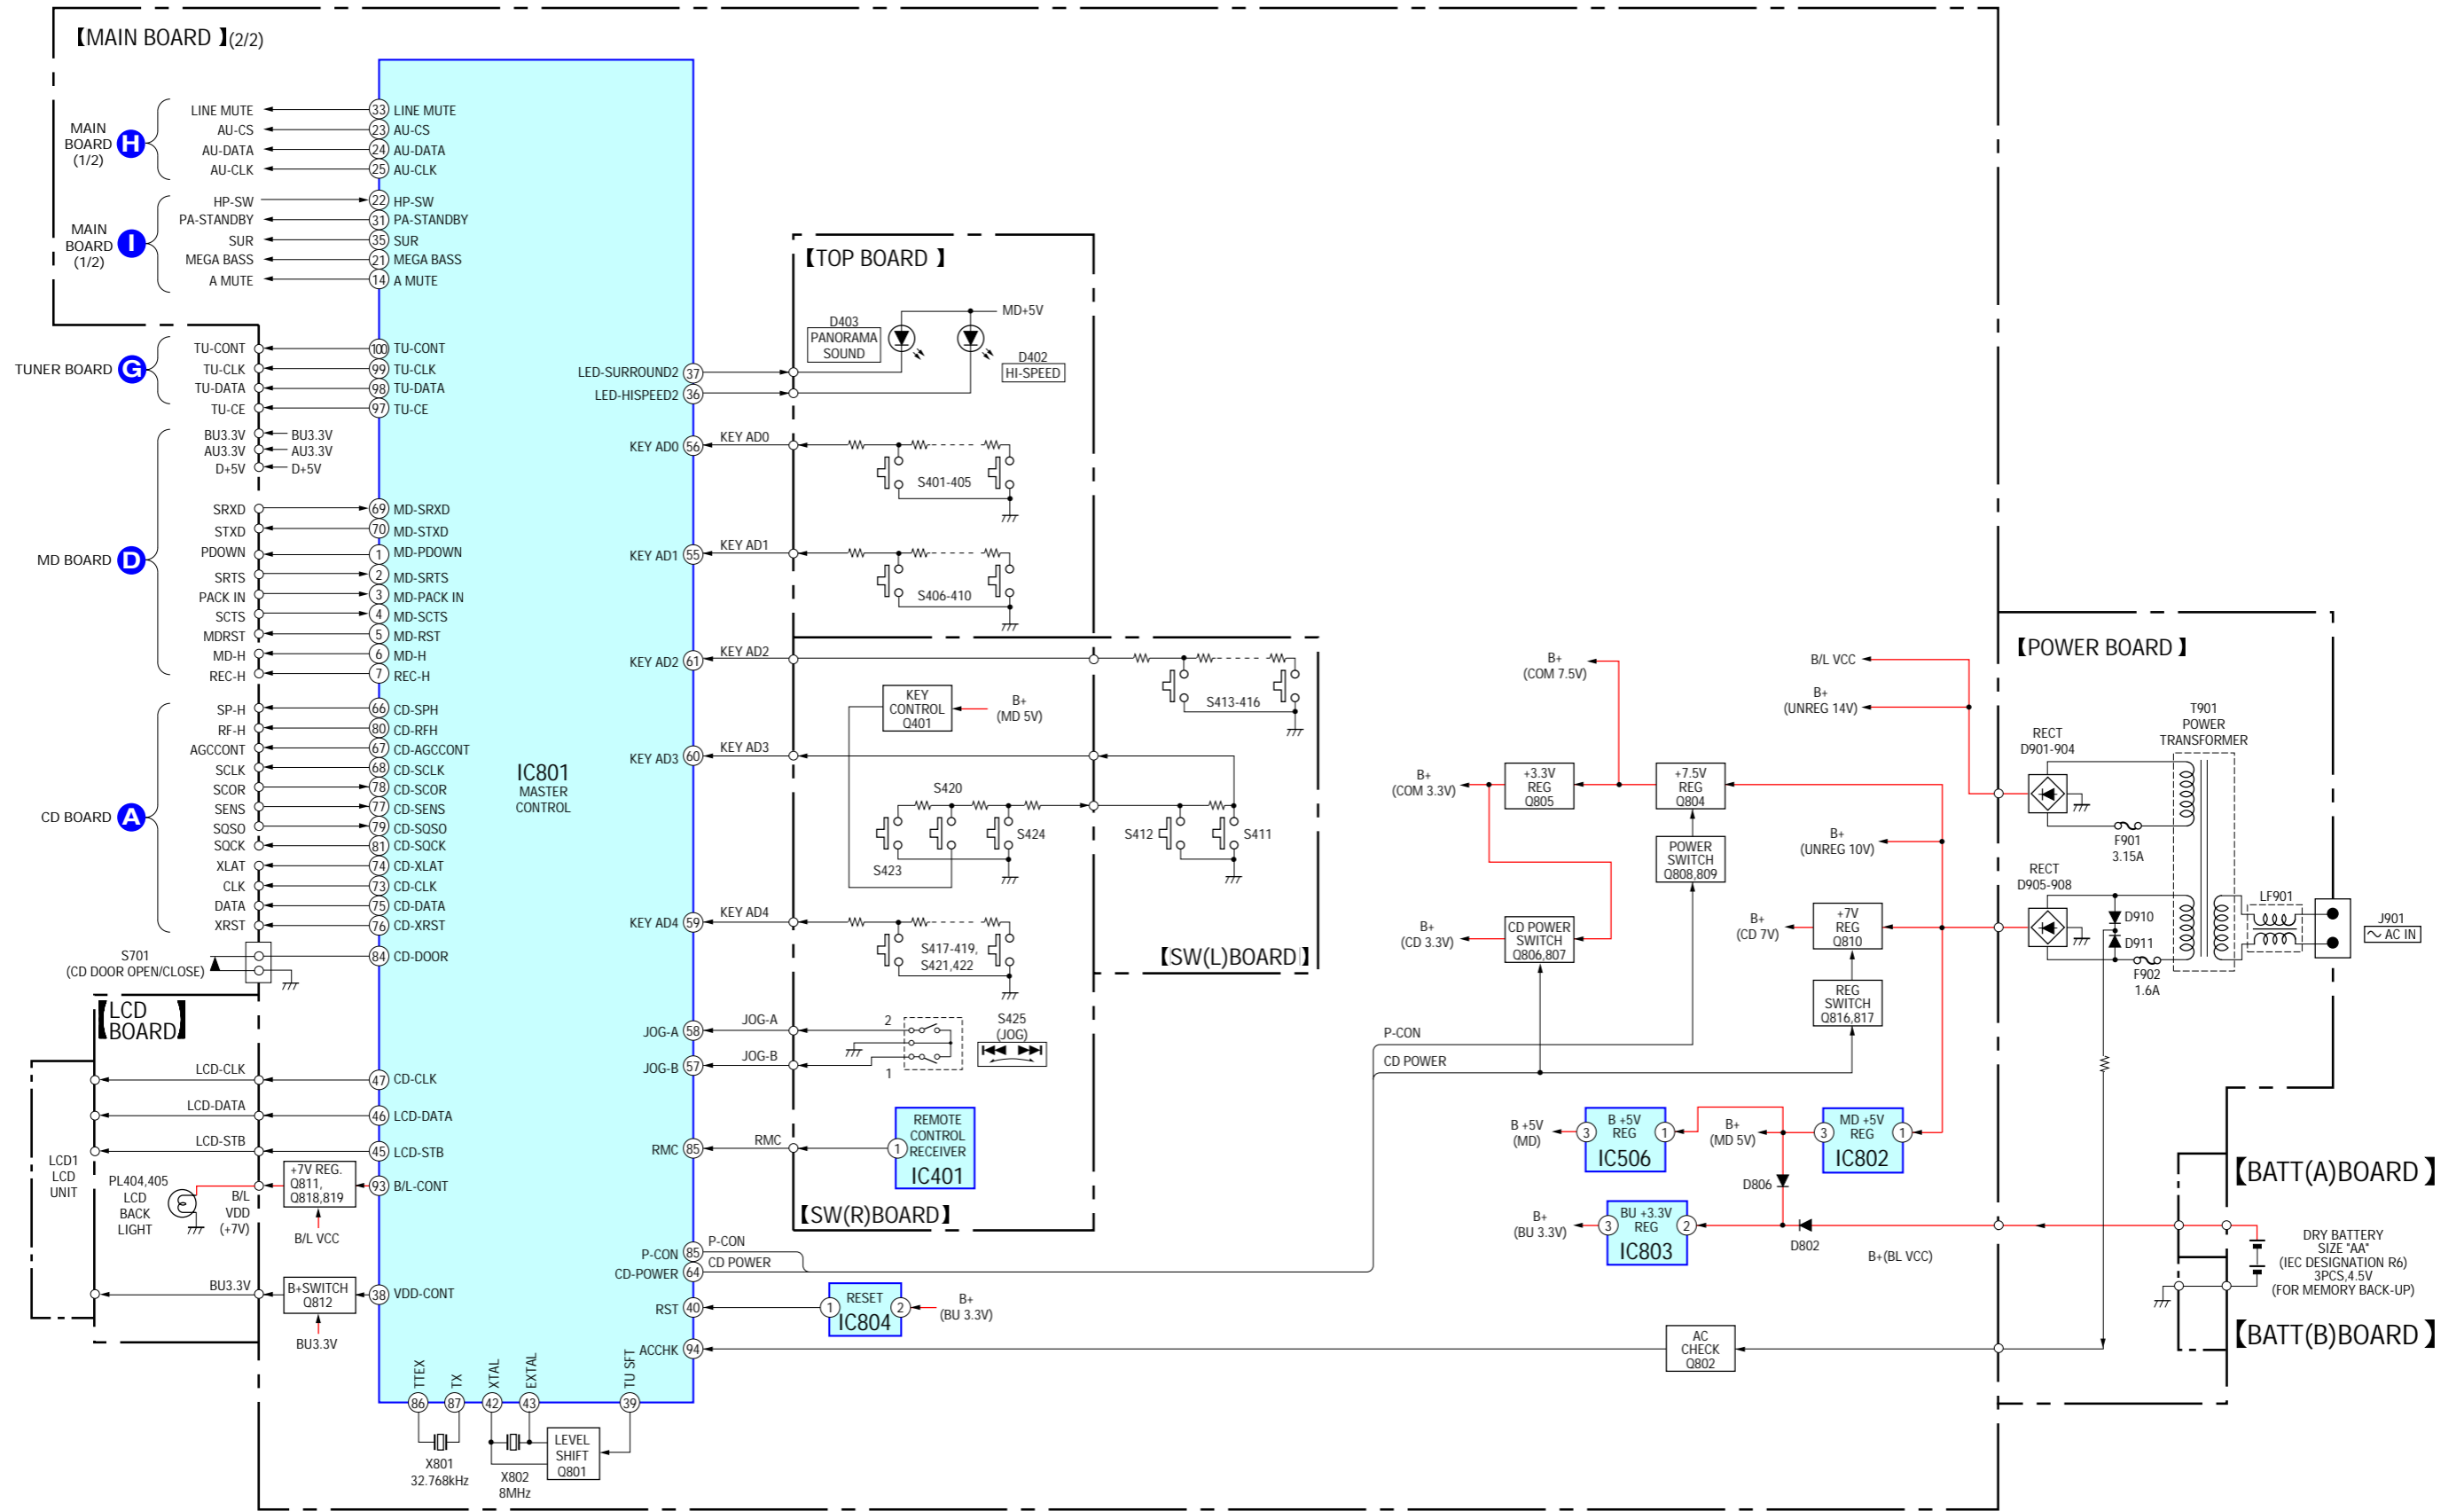 【MAIN BOARD】(2/2)
MAIN
BOARD
(1/2)
H
LINE MUTE
AU-CS
AU-DATA
AU-CLK
33 LINE MUTE
23 AU-CS
24 AU-DATA
25 AU-CLK
MAIN
BOARD
(1/2)
I
HP-SW
PA-STANDBY
SUR
MEGA BASS
A MUTE
22 HP-SW
31 PA-STANDBY
35 SUR
21 MEGA BASS
14 A MUTE
TUNER BOARD G
TU-CONT
TU-CLK
TU-DATA
TU-CE
100 TU-CONT
99 TU-CLK
98 TU-DATA
97 TU-CE
MD BOARD D
BU3.3V
AU3.3V
D+5V
BU3.3V
AU3.3V
D+5V
SRXD
STXD
PDOWN
SRTS
PACK IN
SCTS
MDRST
MD-H
REC-H
69 MD-SRXD
70 MD-STXD
1 MD-PDOWN
2 MD-SRTS
3 MD-PACK IN
4 MD-SCTS
5 MD-RST
6 MD-H
7 REC-H
CD BOARD A
SP-H
RF-H
AGCCONT
SCLK
SCOR
SENS
SQSO
SQCK
XLAT
CLK
DATA
XRST
66 CD-SPH
80 CD-RFH
67 CD-AGCCONT
68 CD-SCLK
78 CD-SCOR
77 CD-SENS
79 CD-SQSO
81 CD-SQCK
74 CD-XLAT
73 CD-CLK
75 CD-DATA
76 CD-XRST
S701
(CD DOOR OPEN/CLOSE)
84 CD-DOOR
【LCD
BOARD】
LCD-CLK
LCD-DATA
LCD-STB
47 CD-CLK
46 LCD-DATA
45 LCD-STB
LCD1
LCD
UNIT
PL404,405
LCD
BACK
LIGHT
B/L
VDD
(+7V)
+7V REG.
Q811,
Q818,819
B/L VCC
93 B/L-CONT
BU3.3V
B+SWITCH
Q812
BU3.3V
38 VDD-CONT
IC801
MASTER
CONTROL
TTEX
TX
XTAL
EXTAL
TU SFT
86
87
42
43
39
X801
32.768kHz
X802
8MHz
LEVEL
SHIFT
Q801
LED-SURROUND2 37
LED-HISPEED2 36
KEY AD0 56
KEY AD1 55
KEY AD2 61
KEY AD3 60
KEY AD4 59
JOG-A 58
JOG-B 57
RMC 85
P-CON 85
CD-POWER 64
RST 40
ACCHK 94
【TOP BOARD】
MD+5V
D403
PANORAMA
SOUND
D402
HI-SPEED
KEY AD0
S401-405
KEY AD1
S406-410
KEY AD2
S413-416
KEY
CONTROL
Q401
B+
(MD 5V)
KEY AD3
S420
S424
S423
S412
S411
KEY AD4
S417-419,
S421,422
【SW(L)BOARD】
JOG-A
JOG-B
2
1
S425
(JOG)
RMC
REMOTE
CONTROL
RECEIVER
1
IC401
【SW(R)BOARD】
P-CON
CD POWER
1
RESET
IC804
2
B+
(BU 3.3V)
B+
(COM 7.5V)
B/L VCC
B+
(UNREG 14V)
B+
(COM 3.3V)
+3.3V
REG
Q805
+7.5V
REG
Q804
POWER
SWITCH
Q808,809
B+
(UNREG 10V)
B+
(CD 3.3V)
CD POWER
SWITCH
Q806,807
B+
(CD 7V)
+7V
REG
Q810
REG
SWITCH
Q816,817
P-CON
CD POWER
B +5V
(MD)
3
B +5V
REG
1
IC506
B+
(MD 5V)
3
MD +5V
REG
1
IC802
D806
B+
(BU 3.3V)
3
BU +3.3V
REG
2
IC803
D802
B+(BL VCC)
AC
CHECK
Q802
【POWER BOARD】
RECT
D901-904
T901
POWER
TRANSFORMER
F901
3.15A
RECT
D905-908
D910
D911
F902
1.6A
LF901
J901
~ AC IN
【BATT(A)BOARD】
DRY BATTERY
SIZE "AA"
(IEC DESIGNATION R6)
3PCS,4.5V
(FOR MEMORY BACK-UP)
【BATT(B)BOARD】